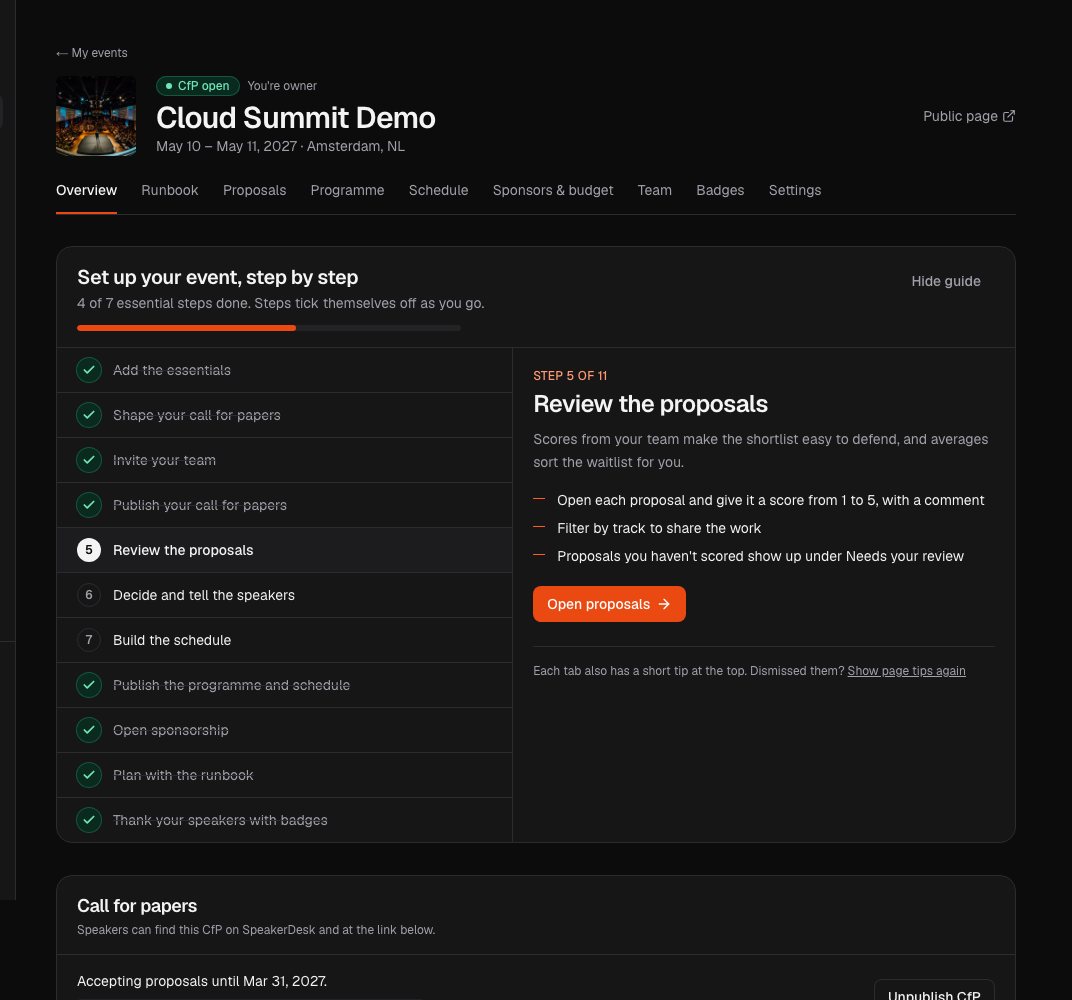 ← My events
CfP open You're owner
Cloud Summit Demo
May 10 – May 11, 2027 · Amsterdam, NL
Public page
Overview Runbook Proposals Programme Schedule Sponsors & budget Team Badges Settings
Set up your event, step by step
4 of 7 essential steps done. Steps tick themselves off as you go.
Hide guide
Add the essentials
Shape your call for papers
Invite your team
Publish your call for papers
5 Review the proposals
6 Decide and tell the speakers
7 Build the schedule
Publish the programme and schedule
Open sponsorship
Plan with the runbook
Thank your speakers with badges
STEP 5 OF 11
Review the proposals
Scores from your team make the shortlist easy to defend, and averages
sort the waitlist for you.
— Open each proposal and give it a score from 1 to 5, with a comment
— Filter by track to share the work
— Proposals you haven't scored show up under Needs your review
Open proposals →
Each tab also has a short tip at the top. Dismissed them? Show page tips again
Call for papers
Speakers can find this CfP on SpeakerDesk and at the link below.
Accepting proposals until Mar 31, 2027.
Unpublish CfP